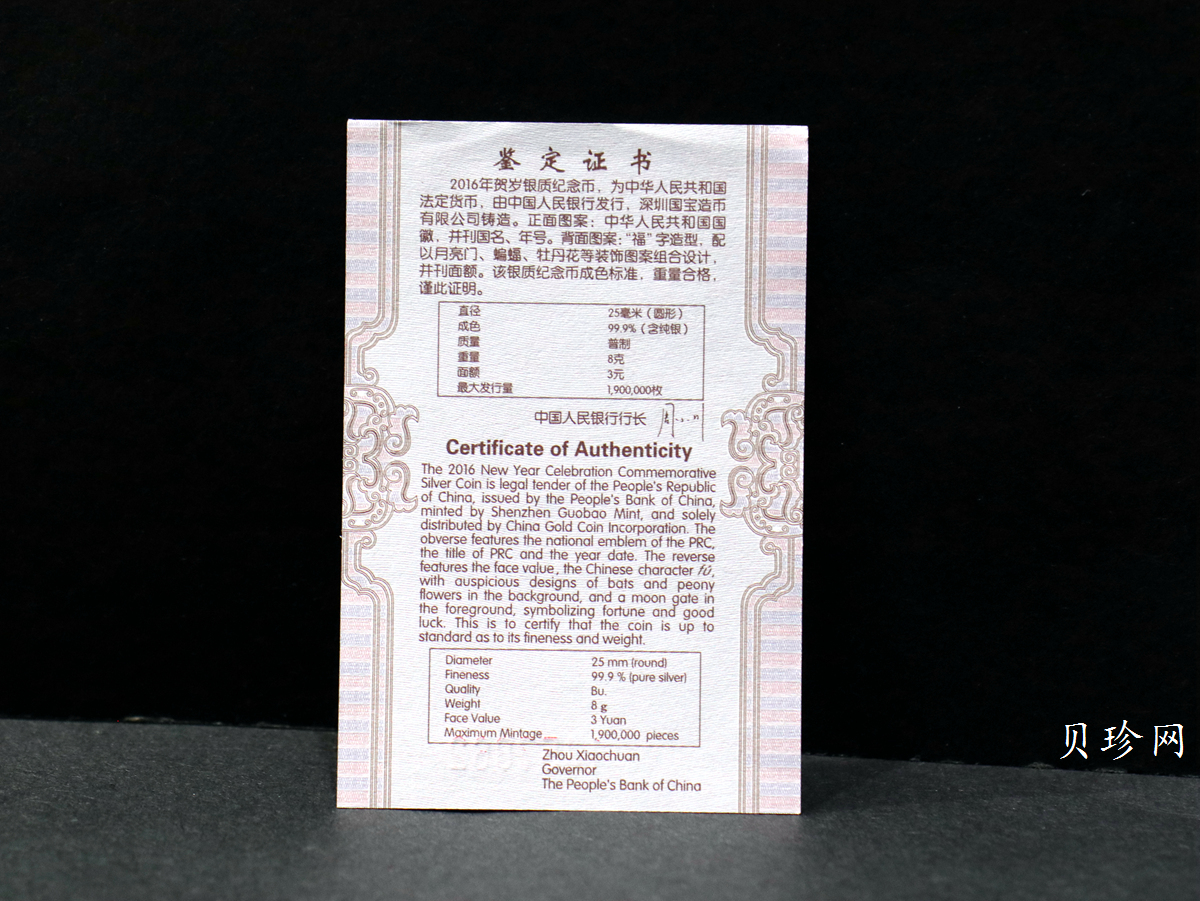 鉴定证书
2016年贺岁银质纪念币，为中华人民共和国
法定货币，由中国人民银行发行，深圳国宝造币
有限公司铸造。正面图案：中华人民共和国国
徽，并刊国名、年号。背面图案：“福”字造型，配
以月亮门、蝙蝠、牡丹花等装饰图案组合设计，
并刊面额。该银质纪念币成色标准，重量合格，
谨此证明。
直径 25毫米（圆形）
成色 99.9%（含纯银）
质量 普制
重量 8克
面额 3元
最大发行量 1,900,000枚
中国人民银行行长
Certificate of Authenticity
The 2016 New Year Celebration Commemorative
Silver Coin is legal tender of the People's Republic
of China, issued by the People's Bank of China,
minted by Shenzhen Guobao Mint, and solely
distributed by China Gold Coin Incorporation. The
obverse features the national emblem of the PRC,
the title of PRC and the year date. The reverse
features the face value, the Chinese character fú,
with auspicious designs of bats and peony
flowers in the background, and a moon gate in
the foreground, symbolizing fortune and good
luck. This is to certify that the coin is up to
standard as to its fineness and weight.
Diameter 25 mm (round)
Fineness 99.9 % (pure silver)
Quality Bu.
Weight 8 g
Face Value 3 Yuan
Maximum Mintage 1,900,000 pieces
Zhou Xiaochuan
Governor
The People's Bank of China
贝珍网